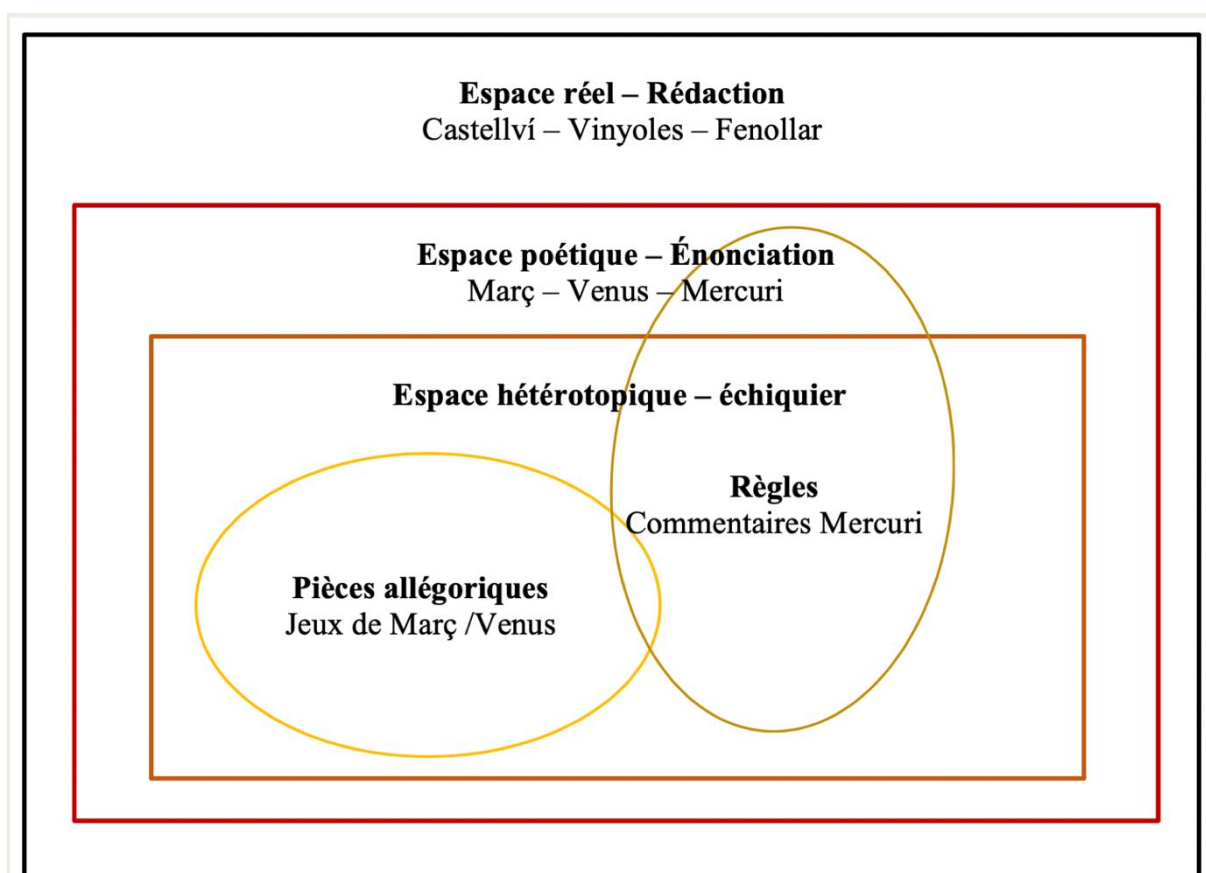 Espace réel – Rédaction
Castellví – Vinyoles – Fenollar
Espace poétique – Énonciation
Març – Venus – Mercuri
Espace hétérotopique – échiquier
Règles
Commentaires Mercuri
Pièces allégoriques
Jeux de Març /Venus